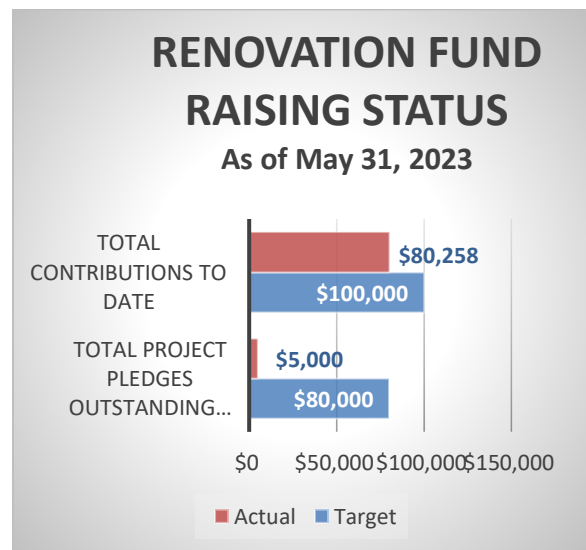 RENOVATION FUND
RAISING STATUS
As of May 31, 2023
TOTAL
CONTRIBUTIONS TO
DATE
$80,258
$100,000
TOTAL PROJECT
PLEDGES
OUTSTANDING...
$5,000
$80,000
$0 $50,000 $100,000 $150,000
Actual Target